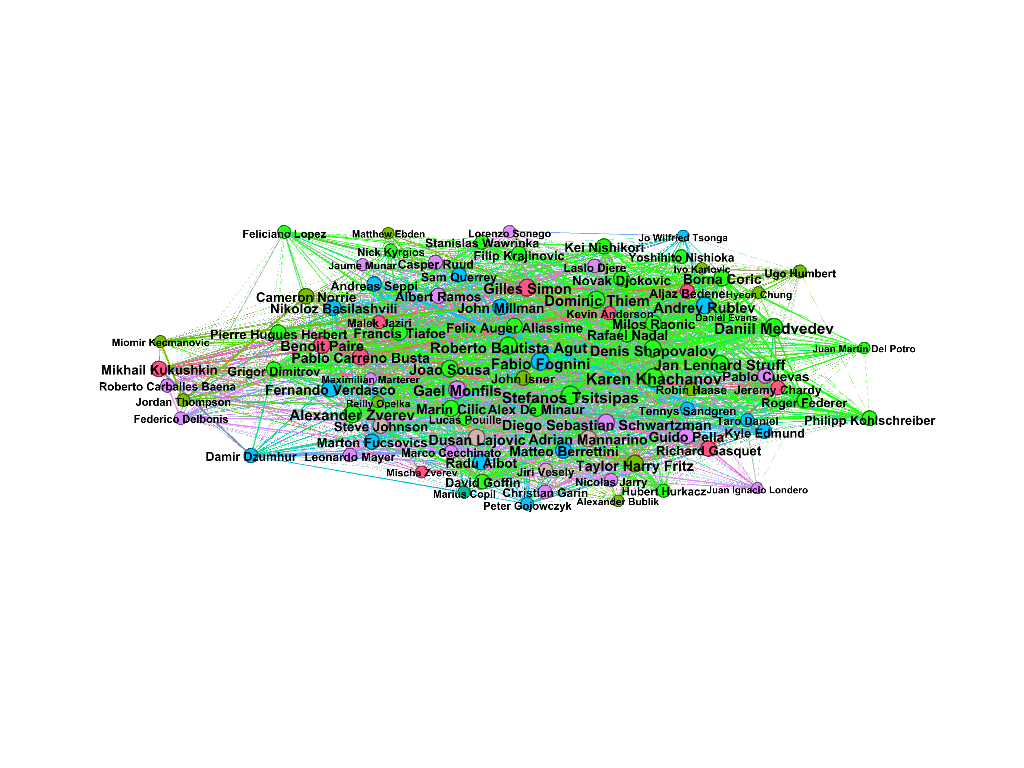 Feliciano Lopez
Matthew Ebden
Lorenzo Sonego
Jo Wilfried Tsonga
Stanislas Wawrinka
Kei Nishikori
Nick Kyrgios
Filip Krajinovic
Yoshihito Nishioka
Jaume Munar
Casper Ruud
Laslo Djere
Ivo Karlovic
Ugo Humbert
Sam Querrey
Novak Djokovic
Borna Coric
Andreas Seppi
Gilles Simon
Aljaz Bedene
Hyeon Chung
Cameron Norrie
Albert Ramos
Dominic Thiem
Nikoloz Basilashvili
John Millman
Kevin Anderson
Andrey Rublev
Daniel Evans
Malek Jaziri
Milos Raonic
Felix Auger Aliassime
Daniil Medvedev
Pierre Hugues Herbert
Francis Tiafoe
Rafael Nadal
Miomir Kecmanovic
Benoit Paire
Roberto Bautista Agut
Denis Shapovalov
Juan Martin Del Potro
Pablo Carreno Busta
Fabio Fognini
Jan Lennard Struff
Mikhail Kukushkin
Grigor Dimitrov
Joao Sousa
John Isner
Karen Khachanov
Pablo Cuevas
Roberto Carballes Baena
Maximilian Marterer
Fernando Verdasco
Gael Monfils
Robin Haase
Jeremy Chardy
Jordan Thompson
Reilly Opelka
Stefanos Tsitsipas
Roger Federer
Federico Delbonis
Alexander Zverev
Marin Cilic
Alex De Minaur
Tennys Sandgren
Lucas Pouille
Taro Daniel
Philipp Kohlschreiber
Steve Johnson
Diego Sebastian Schwartzman
Kyle Edmund
Marton Fucsovics
Dusan Lajovic
Adrian Mannarino
Guido Pella
Damir Dzumhur
Leonardo Mayer
Marco Cecchinato
Matteo Berrettini
Richard Gasquet
Radu Albot
Taylor Harry Fritz
Mischa Zverev
Jiri Vesely
David Goffin
Nicolas Jarry
Marius Copil
Christian Garin
Hubert Hurkacz
Juan Ignacio Londero
Alexander Bublik
Peter Gojowczyk